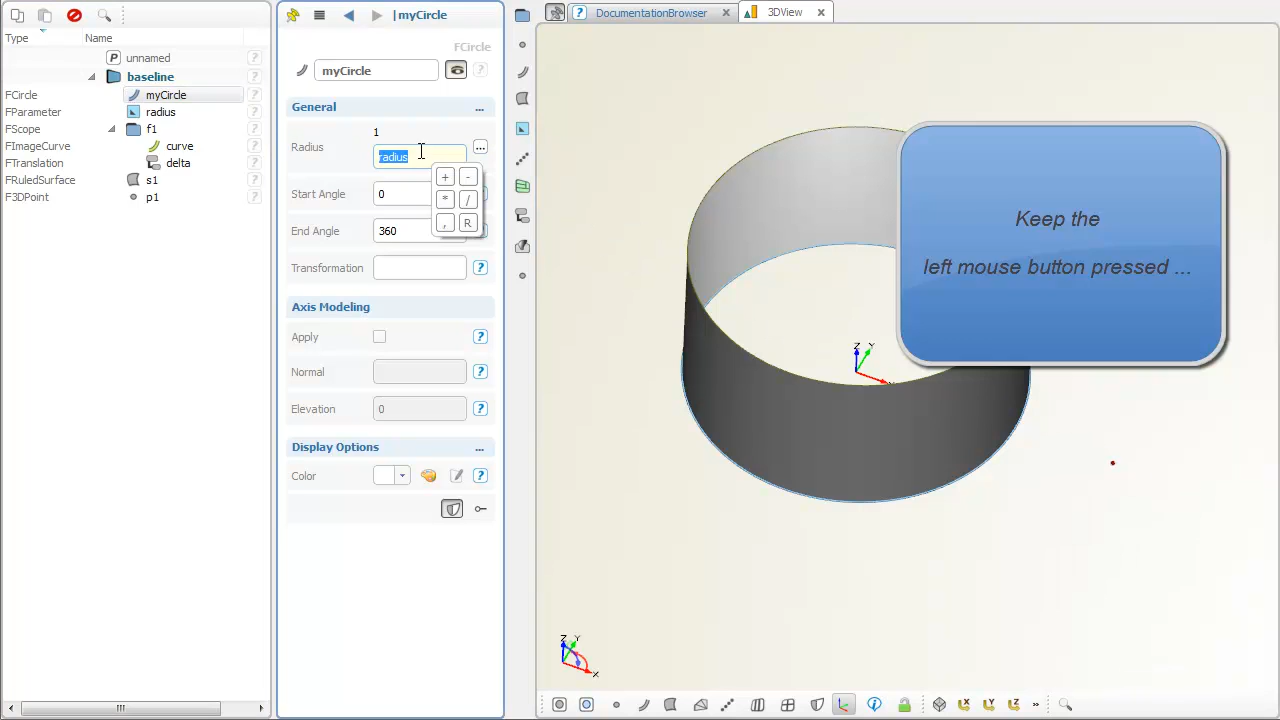 Type Name
unnamed
baseline
FCircle myCircle
FParameter radius
FScope f1
FImageCurve curve
FTranslation delta
FRuledSurface s1
F3DPoint p1
| myCircle
FCircle
myCircle
General ...
1
Radius radius ...
+ -
* /
, R
Start Angle 0
End Angle 360
Transformation ?
Axis Modeling
Apply ?
Normal ?
Elevation 0 ?
Display Options ...
Color ?
? DocumentationBrowser x 3DView x
Keep the
left mouse button pressed ...
Z Y
X
Z Y
X
X Y Z »